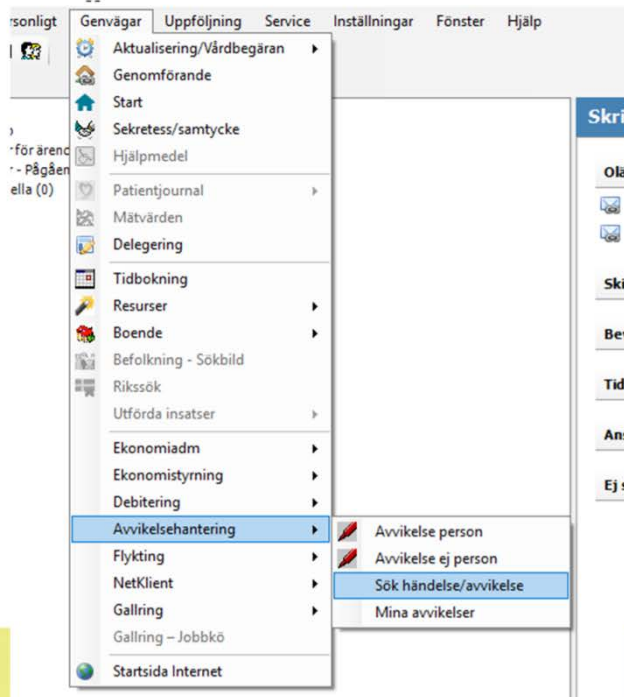 rsonligt Genvägar Uppföljning Service Inställningar Fönster Hjälp
Aktualisering/Vårdbegäran
Genomförande
Start
Sekretess/samtycke
Hjälpmedel
Patientjournal
Mätvärden
Delegering
Tidbokning
Resurser
Boende
Befolkning - Sökbild
Rikssök
Utförda insatser
Ekonomiadm
Ekonomistyrning
Debitering
Avvikelsehantering
Flykting
NetKlient
Gallring
Gallring – Jobbkö
Startsida Internet
Avvikelse person
Avvikelse ej person
Sök händelse/avvikelse
Mina avvikelser
för ärend
r - Pågåen
ella (0)
Skri
Olä
Ski
Bev
Tid
Ans
Ej s